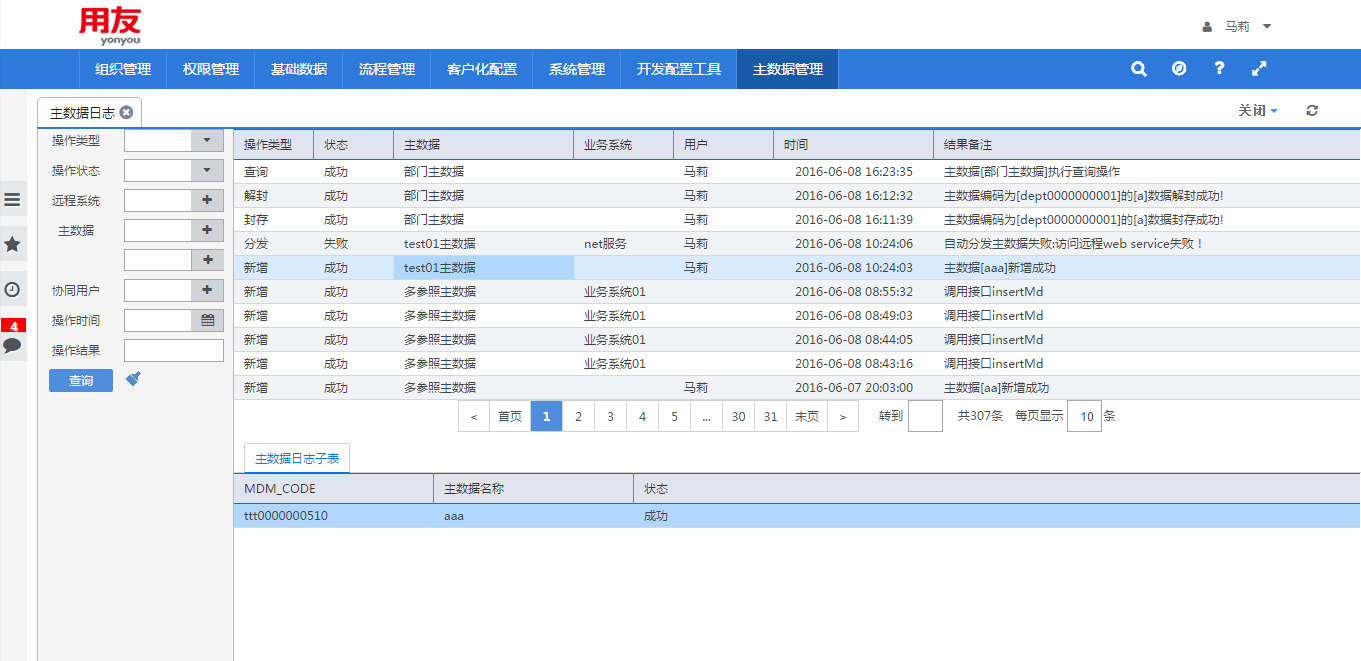 用友
yonyou
马莉
组织管理 权限管理 基础数据 流程管理 客户化配置 系统管理 开发配置工具 主数据管理 ?
主数据日志 关闭
操作类型
操作状态
远程系统
主数据
协同用户
操作时间
操作结果
查询
4
操作类型 状态 主数据 业务系统 用户 时间 结果备注
查询 成功 部门主数据 马莉 2016-06-08 16:23:35 主数据[部门主数据]执行查询操作
解封 成功 部门主数据 马莉 2016-06-08 16:12:32 主数据编码为[dept0000000001]的[a]数据解封成功!
封存 成功 部门主数据 马莉 2016-06-08 16:11:39 主数据编码为[dept0000000001]的[a]数据封存成功!
分发 失败 test01主数据 net服务 马莉 2016-06-08 10:24:06 自动分发主数据失败:访问远程web service失败！
新增 成功 test01主数据 马莉 2016-06-08 10:24:03 主数据[aaa]新增成功
新增 成功 多参照主数据 业务系统01 2016-06-08 08:55:32 调用接口insertMd
新增 成功 多参照主数据 业务系统01 2016-06-08 08:49:03 调用接口insertMd
新增 成功 多参照主数据 业务系统01 2016-06-08 08:44:05 调用接口insertMd
新增 成功 多参照主数据 业务系统01 2016-06-08 08:43:16 调用接口insertMd
新增 成功 多参照主数据 马莉 2016-06-07 20:03:00 主数据[aa]新增成功
< 首页 1 2 3 4 5 ... 30 31 末页 > 转到 共307条 每页显示 10 条
主数据日志子表
MDM_CODE 主数据名称 状态
ttt0000000510 aaa 成功